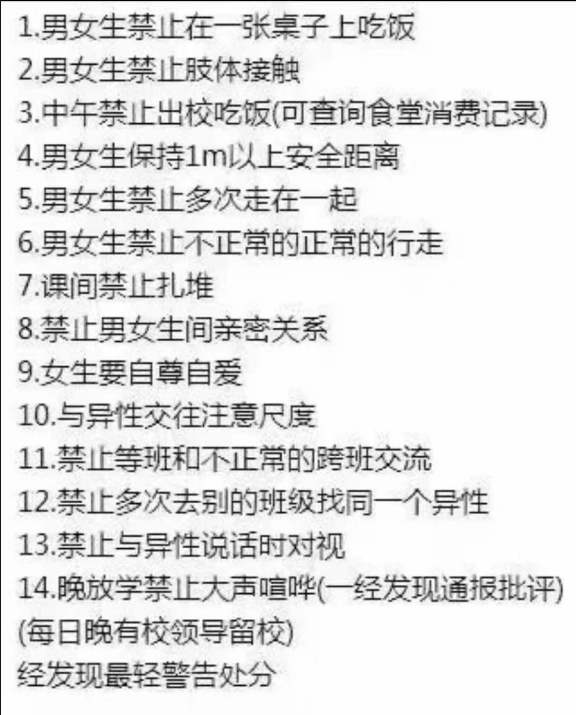 1.男女生禁止在一张桌子上吃饭
2.男女生禁止肢体接触
3.中午禁止出校吃饭(可查询食堂消费记录)
4.男女生保持1m以上安全距离
5.男女生禁止多次走在一起
6.男女生禁止不正常的正常的行走
7.课间禁止扎堆
8.禁止男女生间亲密关系
9.女生要自尊自爱
10.与异性交往注意尺度
11.禁止等班和不正常的跨班交流
12.禁止多次去别的班级找同一个异性
13.禁止与异性说话时对视
14.晚放学禁止大声喧哗(一经发现通报批评)
(每日晚有校领导留校)
经发现最轻警告处分